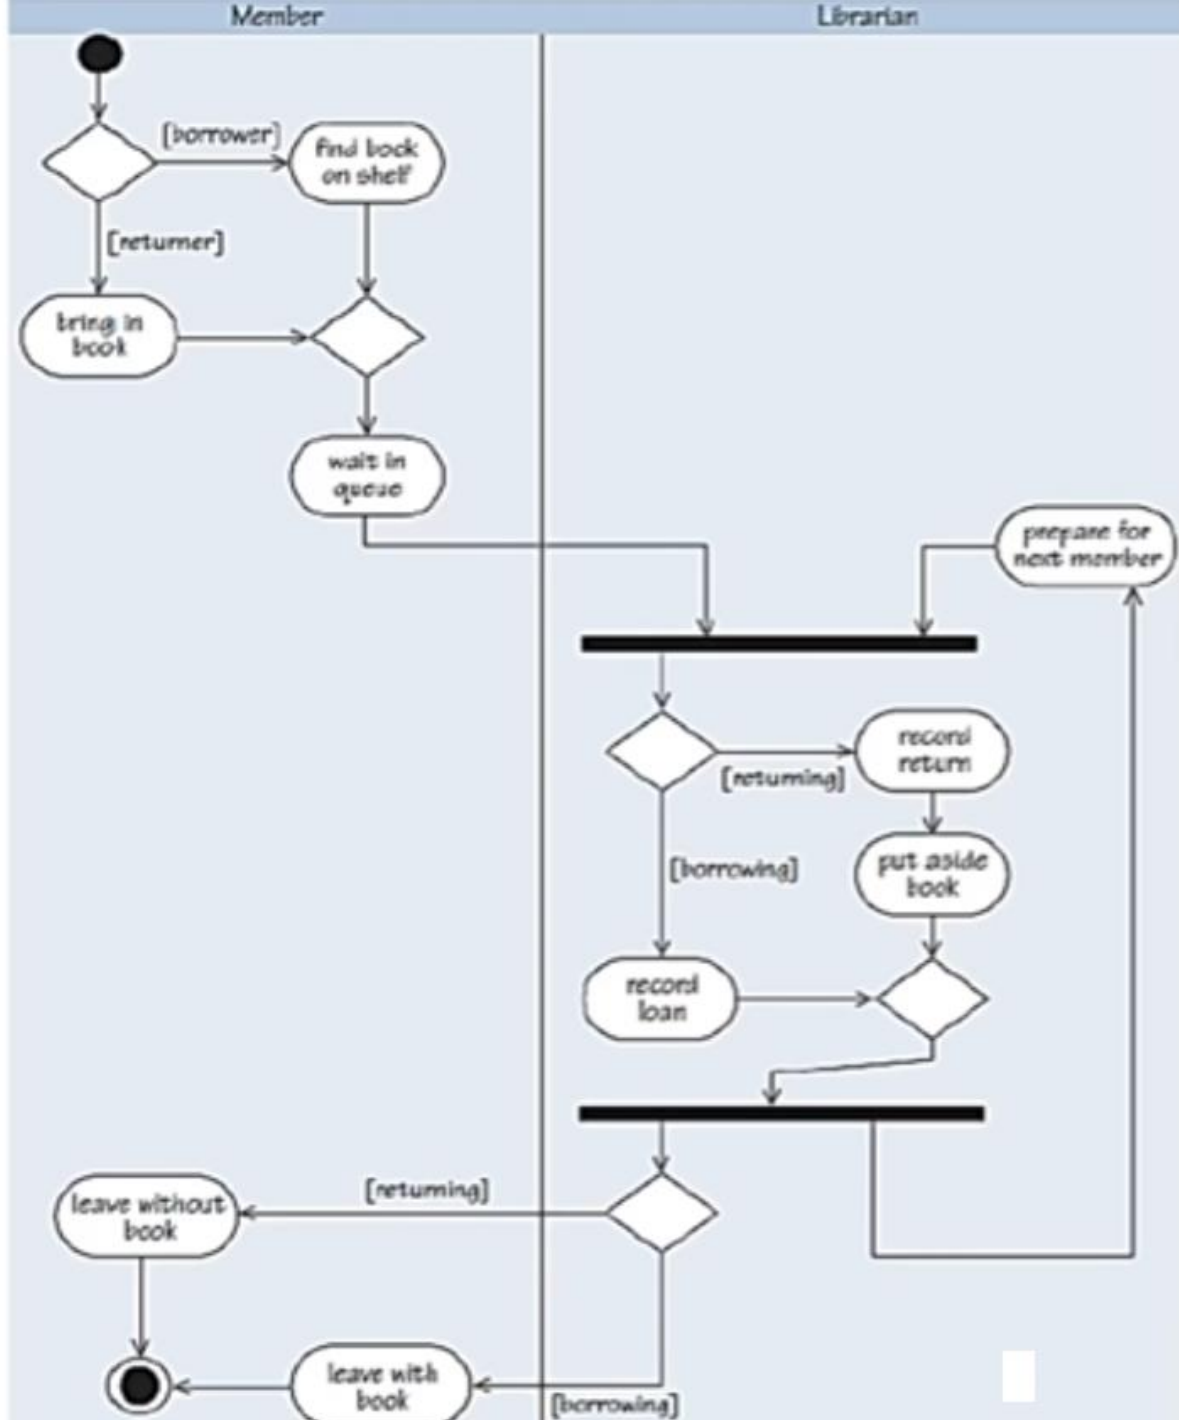 Member
Librarian
[borrower]
find book
on shelf
[returner]
bring in
book
wait in
queue
prepare for
next member
record
return
[returning]
[borrowing]
put aside
book
record
loan
[returning]
leave without
book
leave with
book
[borrowing]